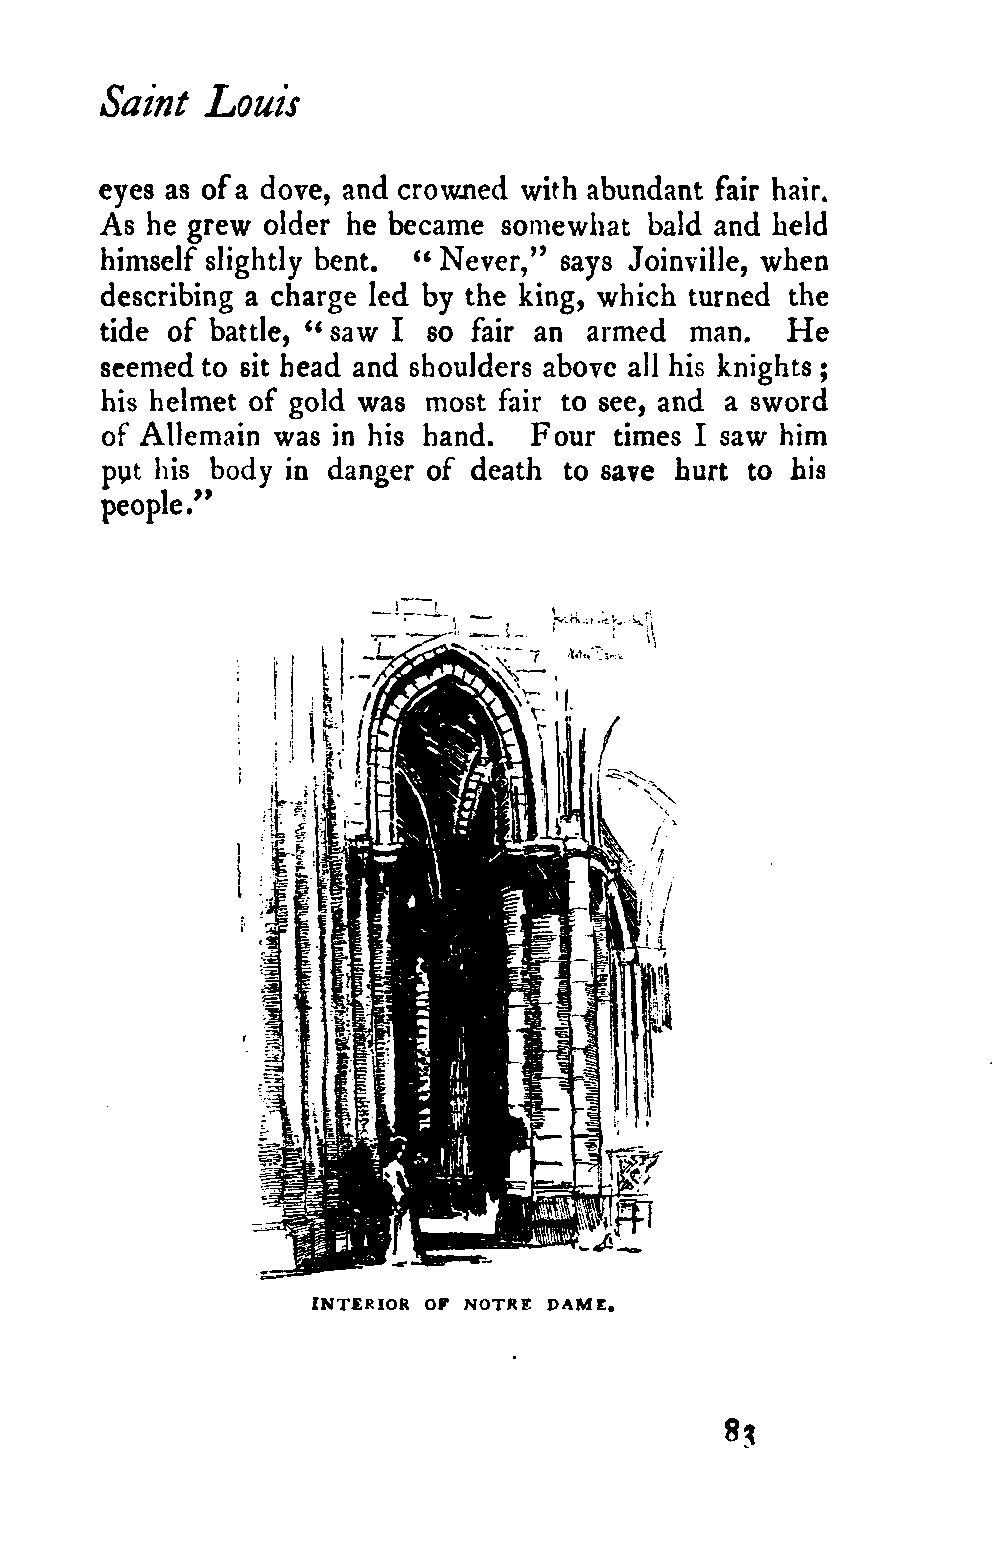 Saint Louis
eyes as of a dove, and crowned with abundant fair hair.
As he grew older he became somewhat bald and held
himself slightly bent. “Never,” says Joinville, when
describing a charge led by the king, which turned the
tide of battle, “saw I so fair an armed man. He
seemed to sit head and shoulders above all his knights;
his helmet of gold was most fair to see, and a sword
of Allemain was in his hand. Four times I saw him
put his body in danger of death to save hurt to his
people.”
Notre Dame
INTERIOR OF NOTRE DAME.
83